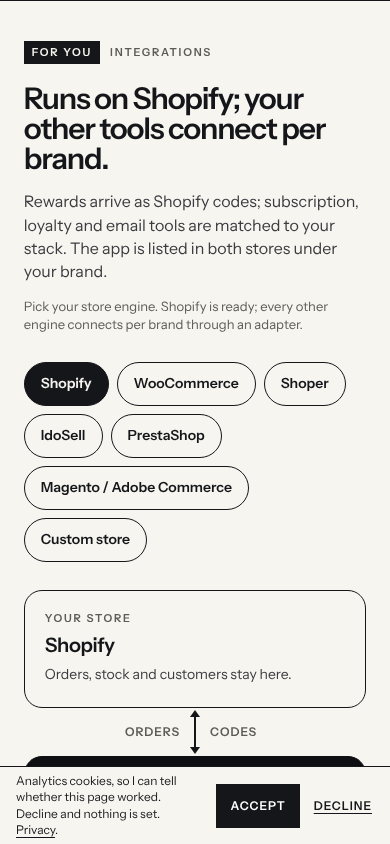 FOR YOU INTEGRATIONS
Runs on Shopify; your
other tools connect per
brand.
Rewards arrive as Shopify codes; subscription,
loyalty and email tools are matched to your
stack. The app is listed in both stores under
your brand.
Pick your store engine. Shopify is ready; every other
engine connects per brand through an adapter.
Shopify WooCommerce Shoper
IdoSell PrestaShop
Magento / Adobe Commerce
Custom store
YOUR STORE
Shopify
Orders, stock and customers stay here.
ORDERS CODES
Analytics cookies, so I can tell
whether this page worked.
Decline and nothing is set.
Privacy.
ACCEPT DECLINE